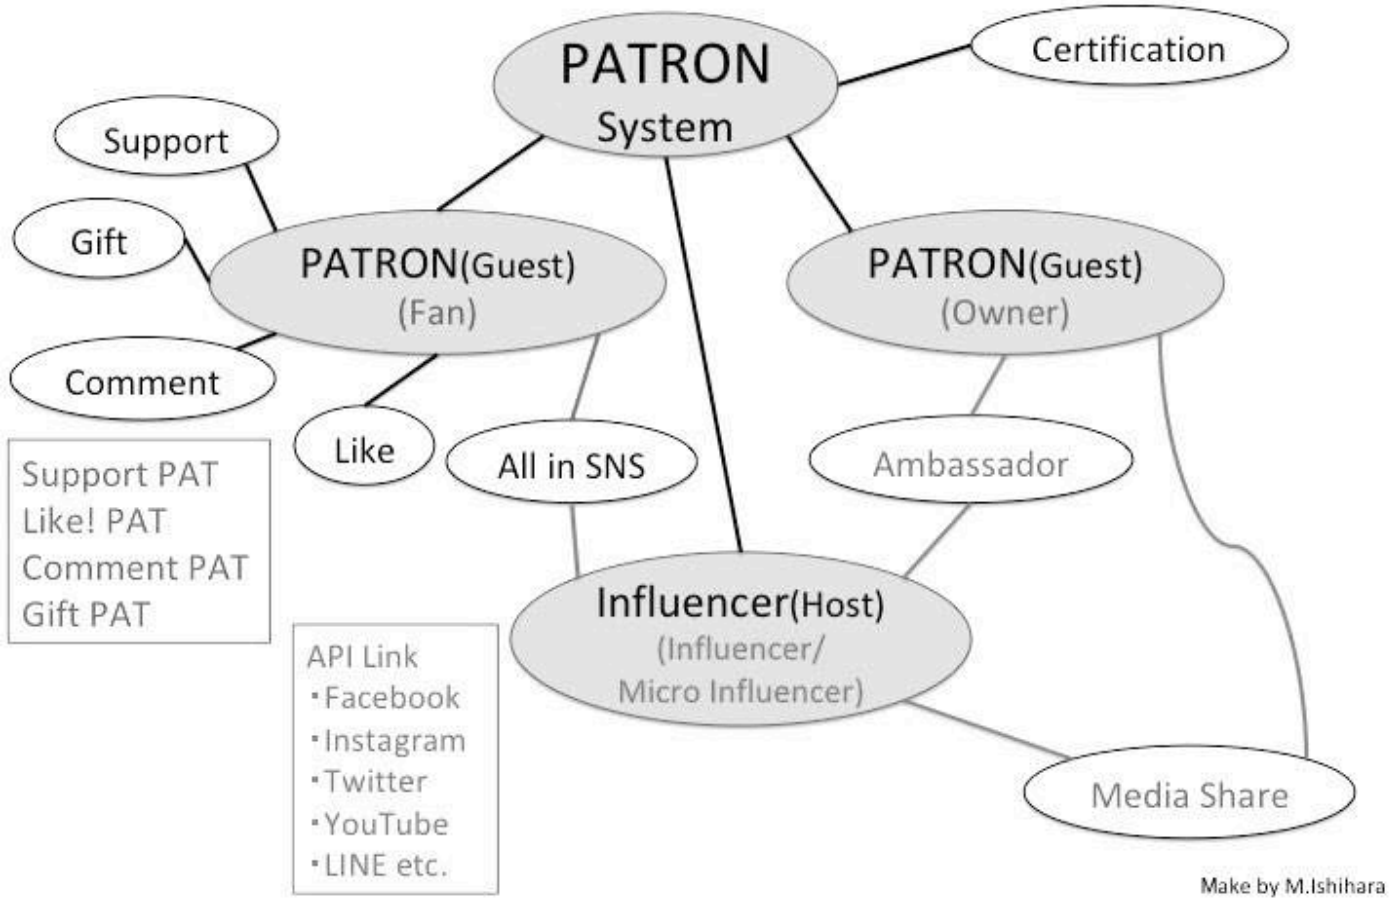 PATRON
System
Certification
Support
Gift
Comment
Like
PATRON(Guest)
(Fan)
PATRON(Guest)
(Owner)
All in SNS
Ambassador
Support PAT
Like! PAT
Comment PAT
Gift PAT
Influencer(Host)
(Influencer/
Micro Influencer)
API Link
・Facebook
・Instagram
・Twitter
・YouTube
・LINE etc.
Media Share
Make by M.Ishihara